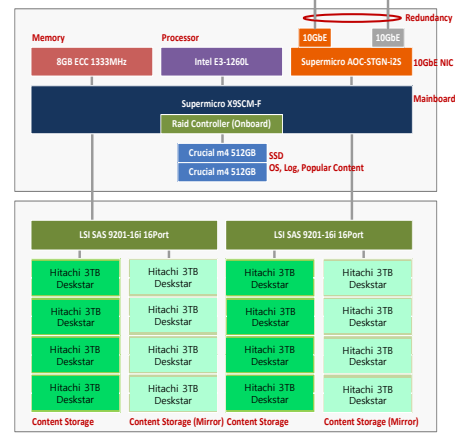 Redundancy
Memory
Processor
10GbE
10GbE
8GB ECC 1333MHz
Intel E3-1260L
Supermicro AOC-STGN-i2S
10GbE NIC
Mainboard
Supermicro X9SCM-F
Raid Controller (Onboard)
Crucial m4 512GB
SSD
Crucial m4 512GB
OS, Log, Popular Content
LSI SAS 9201-16i 16Port
LSI SAS 9201-16i 16Port
Hitachi 3TB
Deskstar
Hitachi 3TB
Deskstar
Hitachi 3TB
Deskstar
Hitachi 3TB
Deskstar
Hitachi 3TB
Deskstar
Hitachi 3TB
Deskstar
Hitachi 3TB
Deskstar
Hitachi 3TB
Deskstar
Hitachi 3TB
Deskstar
Hitachi 3TB
Deskstar
Hitachi 3TB
Deskstar
Hitachi 3TB
Deskstar
Hitachi 3TB
Deskstar
Hitachi 3TB
Deskstar
Hitachi 3TB
Deskstar
Hitachi 3TB
Deskstar
Content Storage
Content Storage (Mirror)
Content Storage
Content Storage (Mirror)